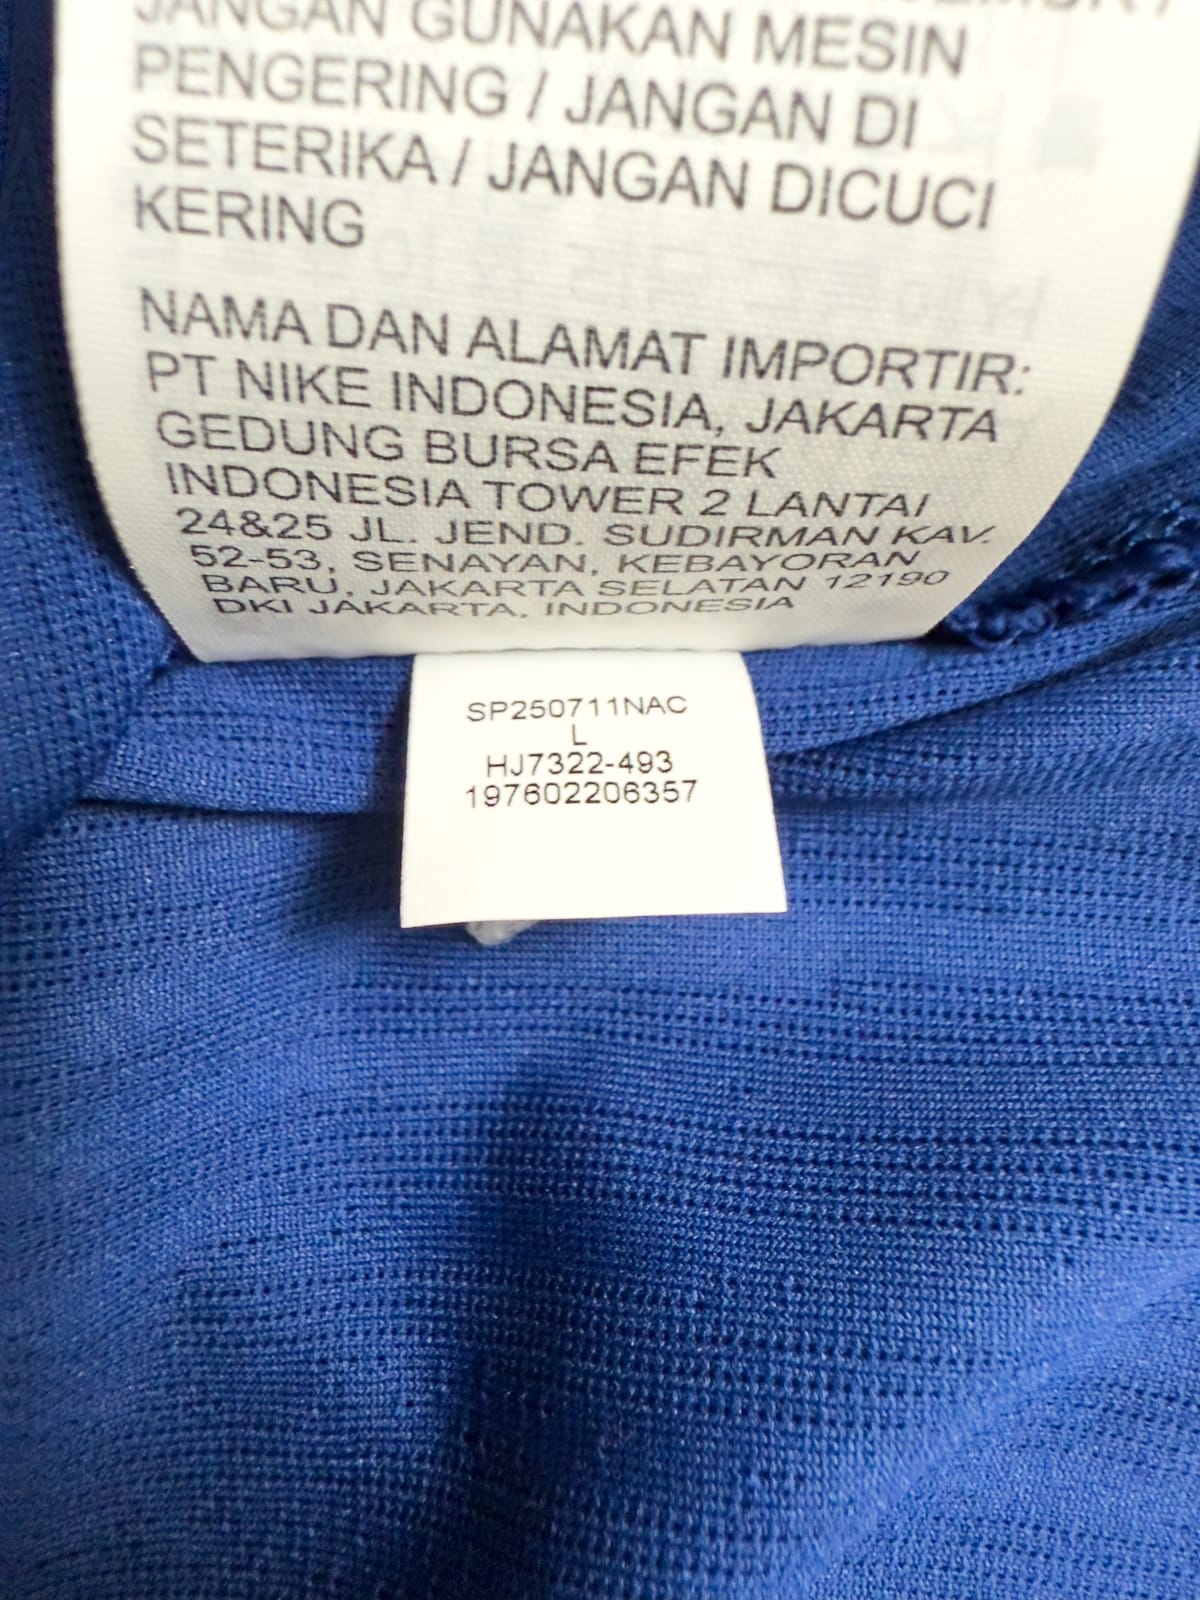 JANGAN GUNAKAN MESIN
PENGERING / JANGAN DI
SETERIKA / JANGAN DICUCI
KERING
NAMA DAN ALAMAT IMPORTIR:
PT NIKE INDONESIA, JAKARTA
GEDUNG BURSA EFEK
INDONESIA TOWER 2 LANTAI
24&25 JL. JEND. SUDIRMAN KAV.
52-53, SENAYAN, KEBAYORAN
BARU, JAKARTA SELATAN 12190
DKI JAKARTA, INDONESIA
SP250711NAC
L
HJ7322-493
197602206357